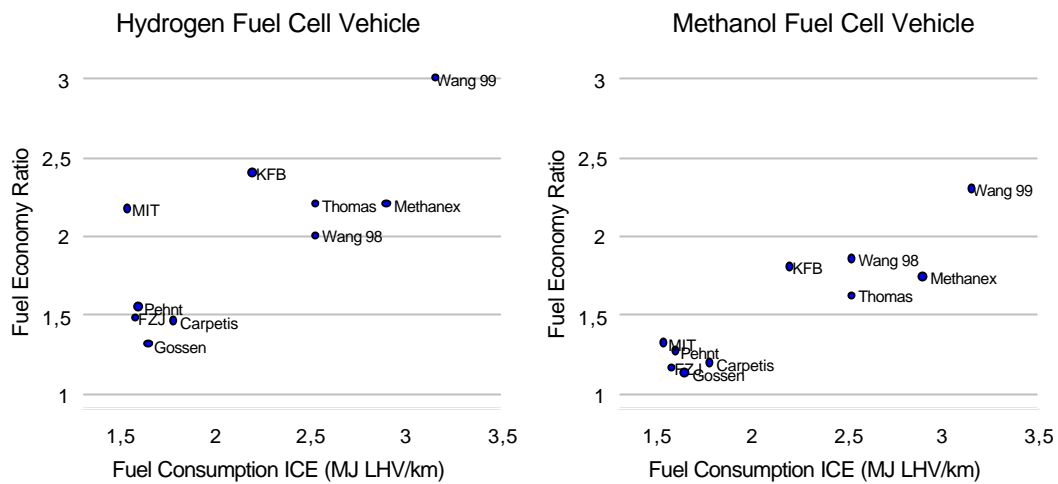 Hydrogen Fuel Cell Vehicle
Fuel Economy Ratio
3
2,5
2
1,5
1
Wang 99
KFB
MIT
Thomas
Methanex
Wang 98
Pehnt
FZJ
Carpetis
Gossen
1,5 2 2,5 3 3,5
Fuel Consumption ICE (MJ LHV/km)
Methanol Fuel Cell Vehicle
Fuel Economy Ratio
3
2,5
2
1,5
1
Wang 99
KFB
Wang 98
Methanex
Thomas
MIT
Pehnt
Carpetis
FZJ
Gossen
1,5 2 2,5 3 3,5
Fuel Consumption ICE (MJ LHV/km)